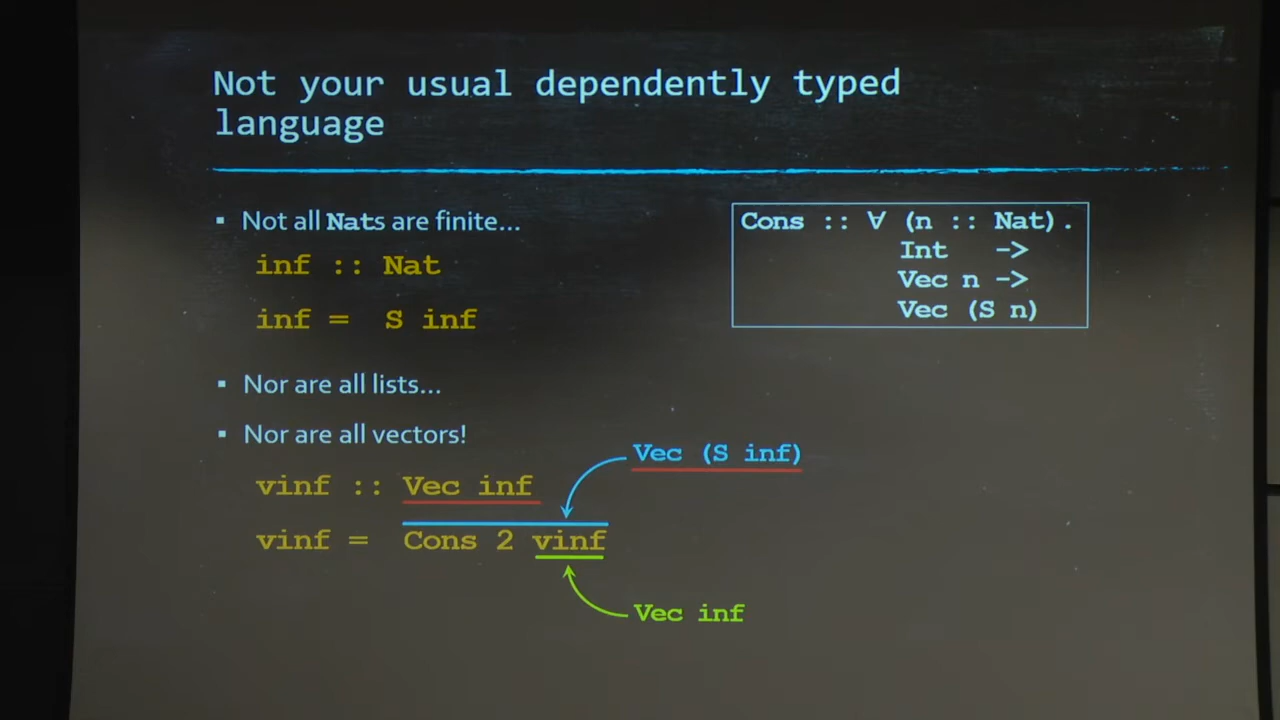 Not your usual dependently typed
language
▪ Not all Nats are finite...
inf :: Nat
inf = S inf
Cons :: ∀ (n :: Nat).
Int ->
Vec n ->
Vec (S n)
▪ Nor are all lists...
▪ Nor are all vectors!
Vec (S inf)
vinf :: Vec inf
vinf = Cons 2 vinf
Vec inf